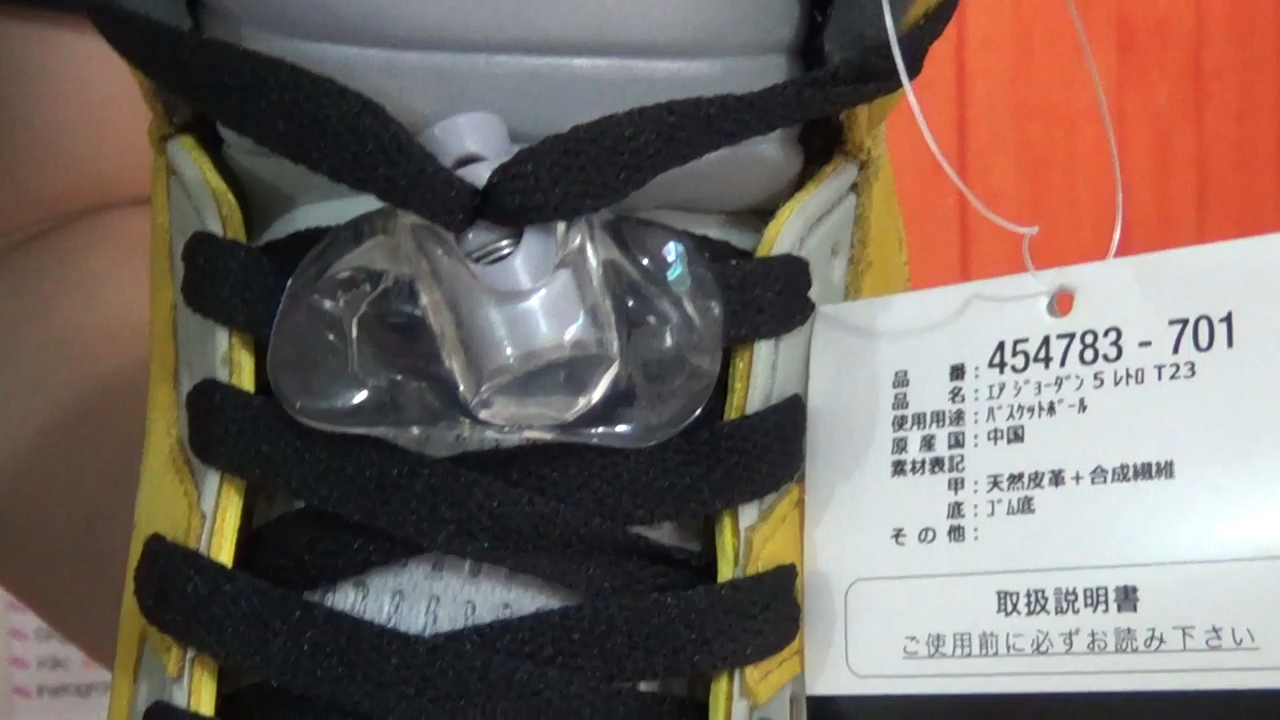 品番：454783-701
品名：ｴｱ ｼﾞｮｰﾀﾞﾝ 5 ﾚﾄﾛ T23
使用用途：ﾊﾞｽｹｯﾄﾎﾞｰﾙ
原産国：中国
素材表記
甲：天然皮革＋合成繊維
底：ｺﾞﾑ底
その他：
取扱説明書
ご使用前に必ずお読み下さい